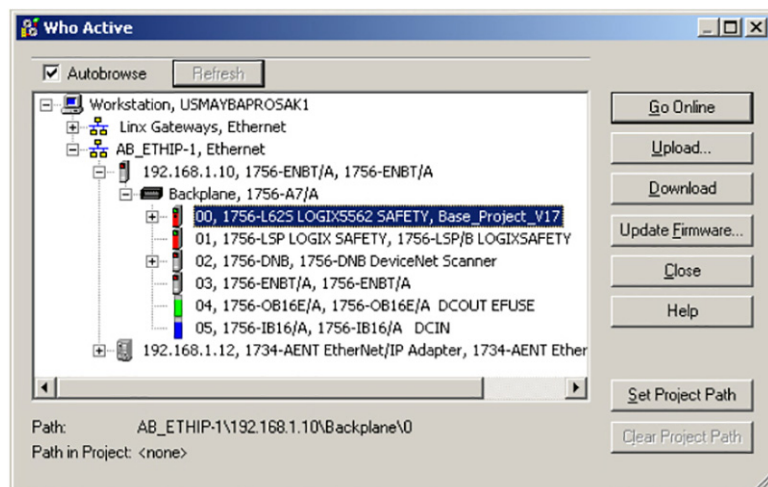 Who Active
Autobrowse
Refresh
Workstation, USMAYBAPROSAK1
Linx Gateways, Ethernet
AB_ETHIP-1, Ethernet
192.168.1.10, 1756-ENBT/A, 1756-ENBT/A
Backplane, 1756-A7/A
00, 1756-L62S LOGIX5562 SAFETY, Base_Project_V17
01, 1756-LSP LOGIX SAFETY, 1756-LSP/B LOGIXSAFETY
02, 1756-DNB, 1756-DNB DeviceNet Scanner
03, 1756-ENBT/A, 1756-ENBT/A
04, 1756-OB16E/A, 1756-OB16E/A DCOUT EFUSE
05, 1756-IB16/A, 1756-IB16/A DCIN
192.168.1.12, 1734-AENT EtherNet/IP Adapter, 1734-AENT Ether
Go Online
Upload...
Download
Update Firmware...
Close
Help
Set Project Path
Clear Project Path
Path: AB_ETHIP-1\192.168.1.10\Backplane\0
Path in Project: <none>